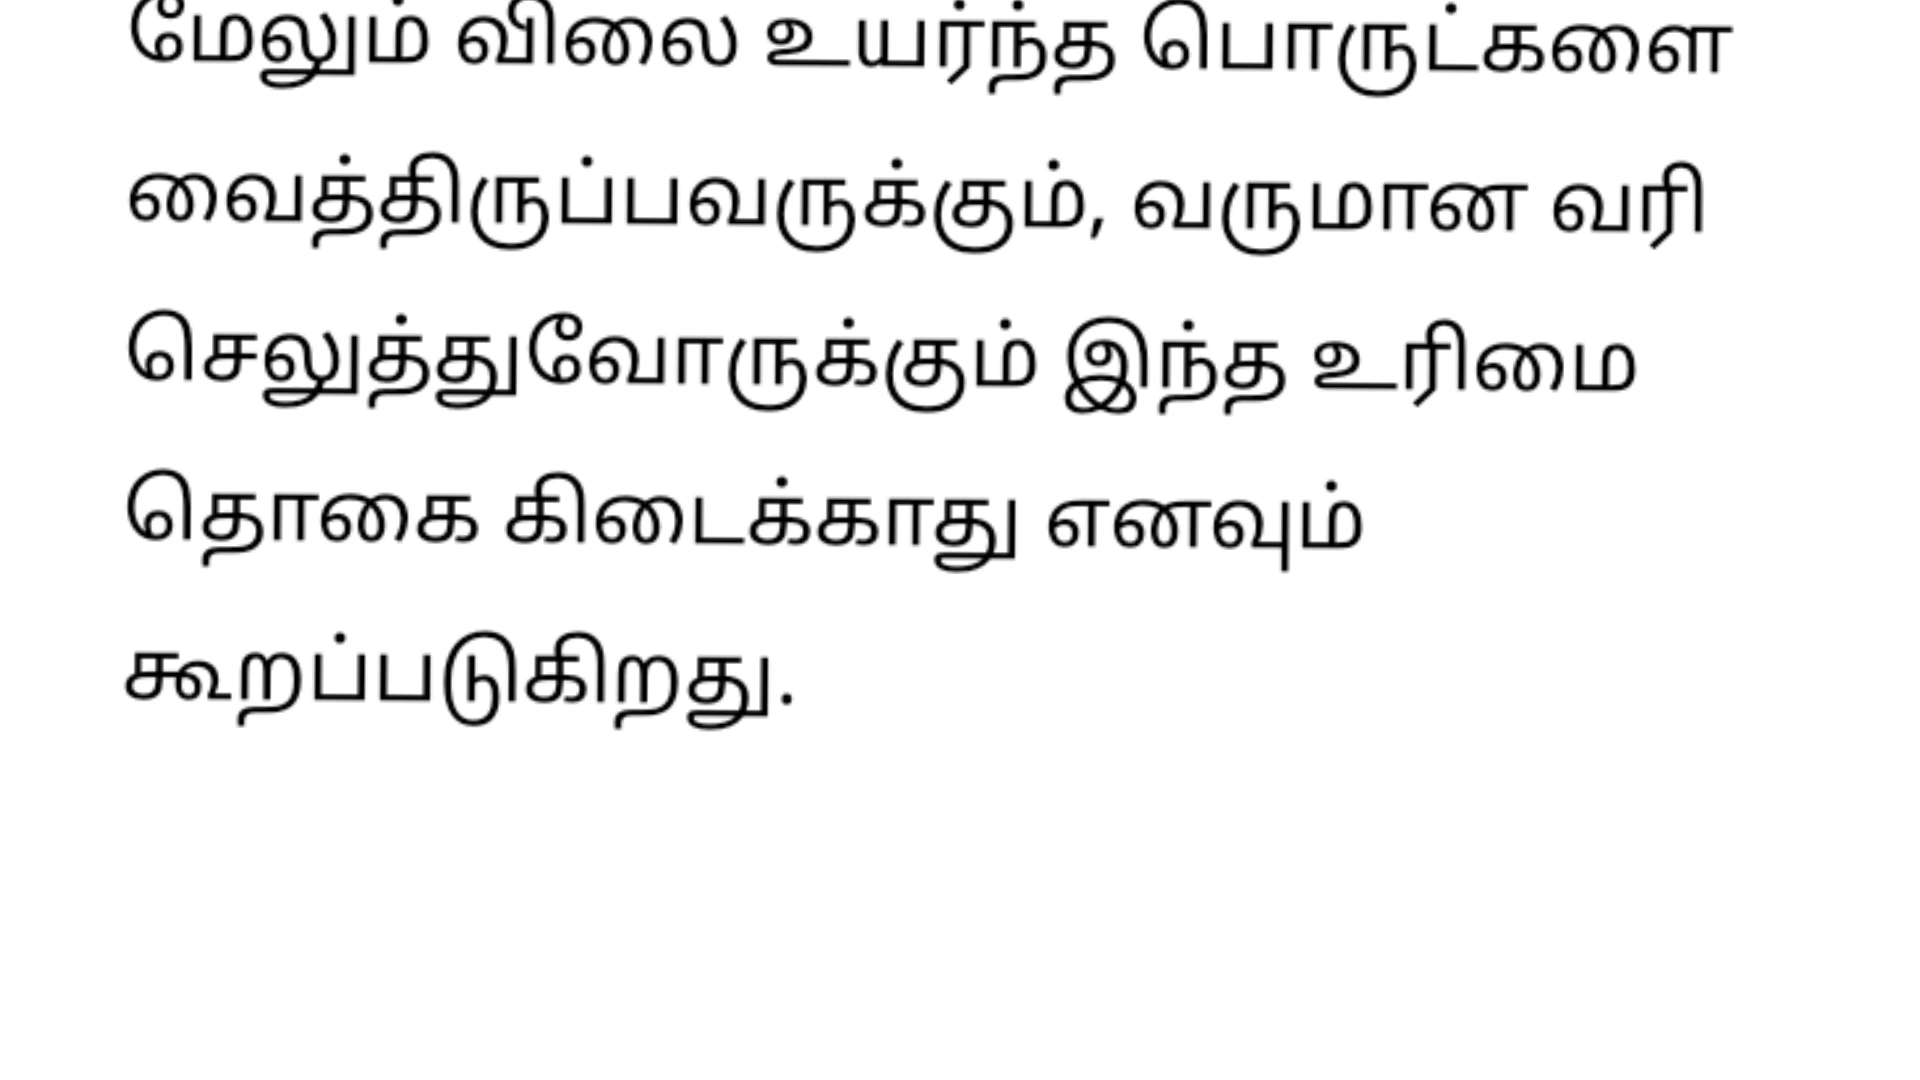 மேலும் விலை உயர்ந்த பொருட்களை
வைத்திருப்பவருக்கும், வருமான வரி
செலுத்துவோருக்கும் இந்த உரிமை
தொகை கிடைக்காது எனவும்
கூறப்படுகிறது.